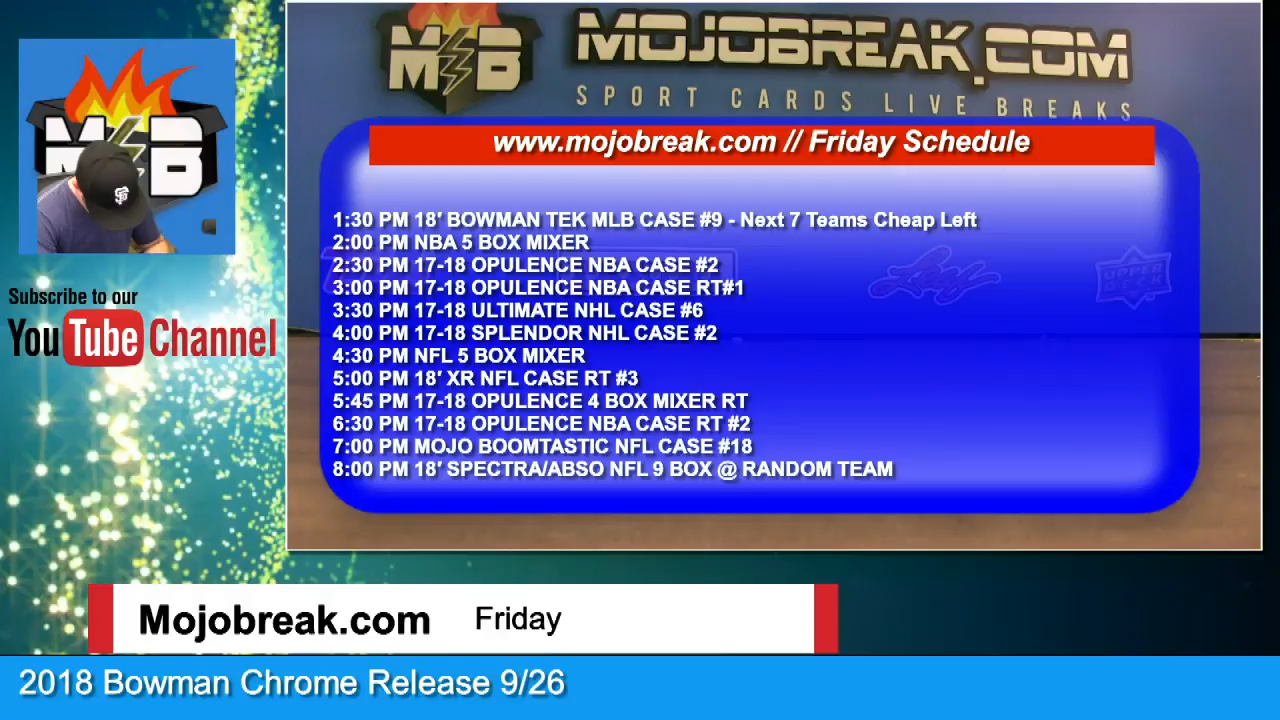 MB
MOJOBREAK.COM
SPORT CARDS LIVE BREAKS
MB
www.mojobreak.com // Friday Schedule
1:30 PM 18' BOWMAN TEK MLB CASE #9 - Next 7 Teams Cheap Left
2:00 PM NBA 5 BOX MIXER
2:30 PM 17-18 OPULENCE NBA CASE #2
3:00 PM 17-18 OPULENCE NBA CASE RT#1
3:30 PM 17-18 ULTIMATE NHL CASE #6
4:00 PM 17-18 SPLENDOR NHL CASE #2
4:30 PM NFL 5 BOX MIXER
5:00 PM 18' XR NFL CASE RT #3
5:45 PM 17-18 OPULENCE 4 BOX MIXER RT
6:30 PM 17-18 OPULENCE NBA CASE RT #2
7:00 PM MOJO BOOMTASTIC NFL CASE #18
8:00 PM 18' SPECTRA/ABSO NFL 9 BOX @ RANDOM TEAM
Leaf
UPPER DECK
SF
Subscribe to our
YouTube Channel
Mojobreak.com Friday
2018 Bowman Chrome Release 9/26